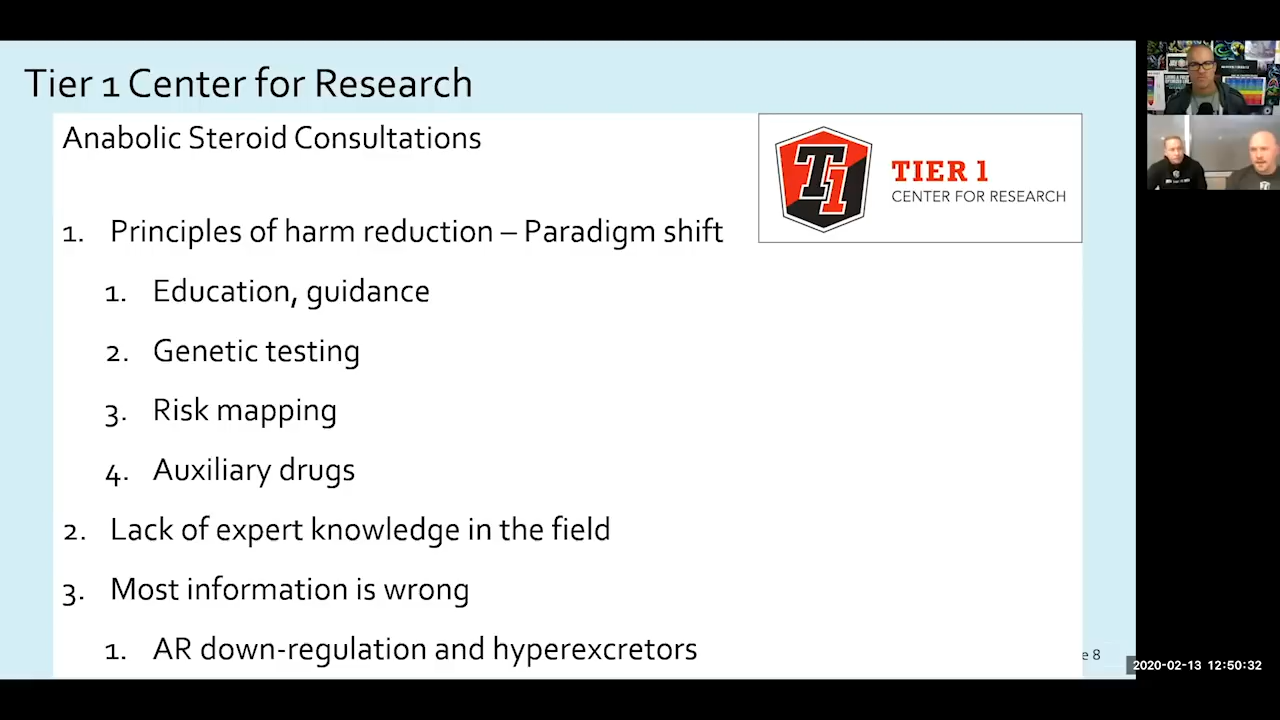 Tier 1 Center for Research
Anabolic Steroid Consultations
T1
TIER 1
CENTER FOR RESEARCH
1. Principles of harm reduction – Paradigm shift
1. Education, guidance
2. Genetic testing
3. Risk mapping
4. Auxiliary drugs
2. Lack of expert knowledge in the field
3. Most information is wrong
1. AR down-regulation and hyperexcretors
e 8
2020-02-13 12:50:32